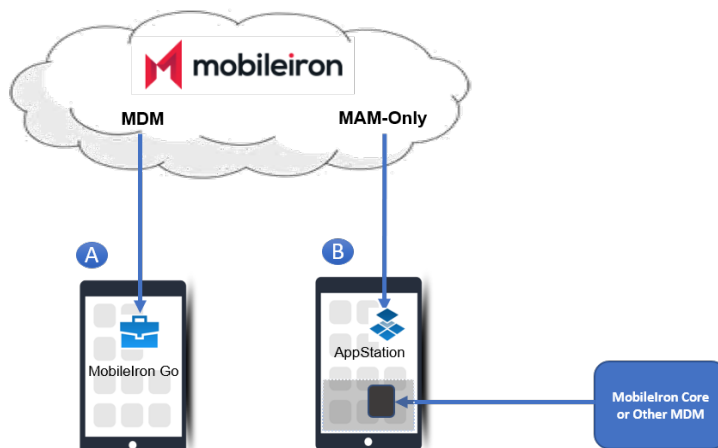 mobileiron
MDM
MAM-Only
A
B
MobileIron Go
AppStation
MobileIron Core
or Other MDM